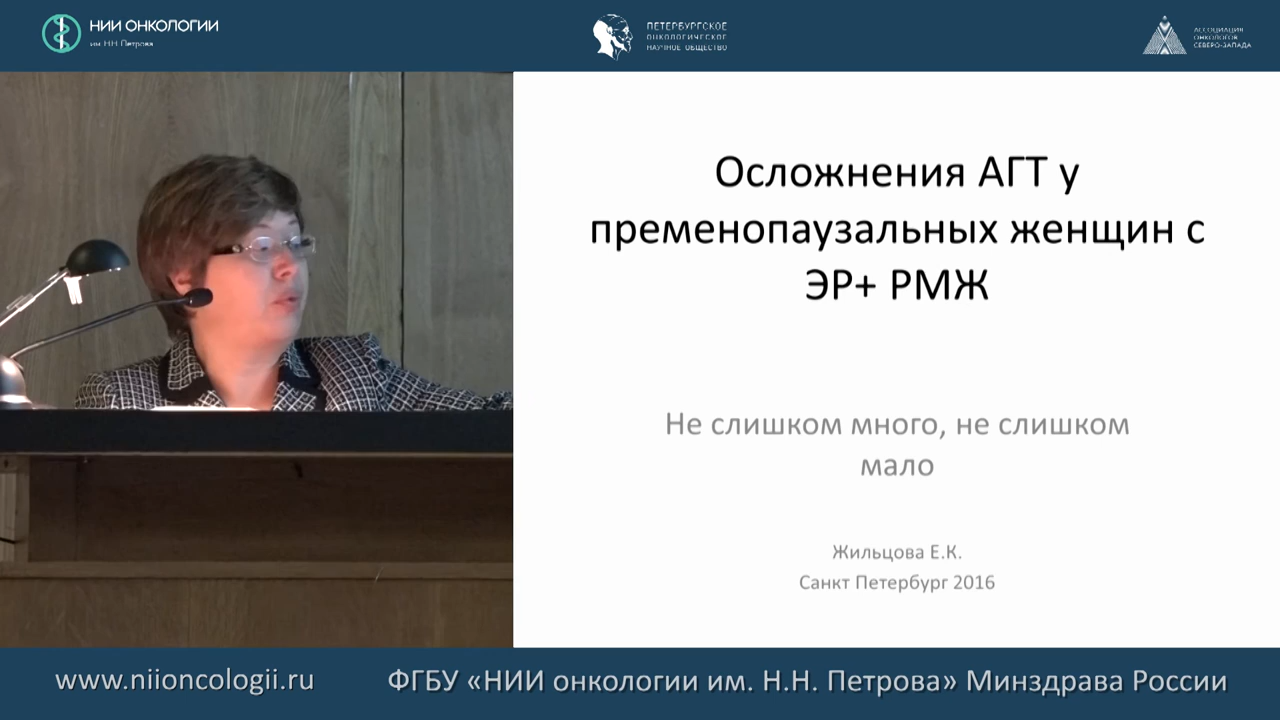 НИИ ОНКОЛОГИИ
им. Н.Н. Петрова
ПЕТЕРБУРГСКОЕ
ОНКОЛОГИЧЕСКОЕ
НАУЧНОЕ ОБЩЕСТВО
АССОЦИАЦИЯ
ОНКОЛОГОВ
СЕВЕРО-ЗАПАДА
Осложнения АГТ у
пременопаузальных женщин с
ЭР+ РМЖ
Не слишком много, не слишком
мало
Жильцова Е.К.
Санкт Петербург 2016
www.niioncologii.ru
ФГБУ «НИИ онкологии им. Н.Н. Петрова» Минздрава России